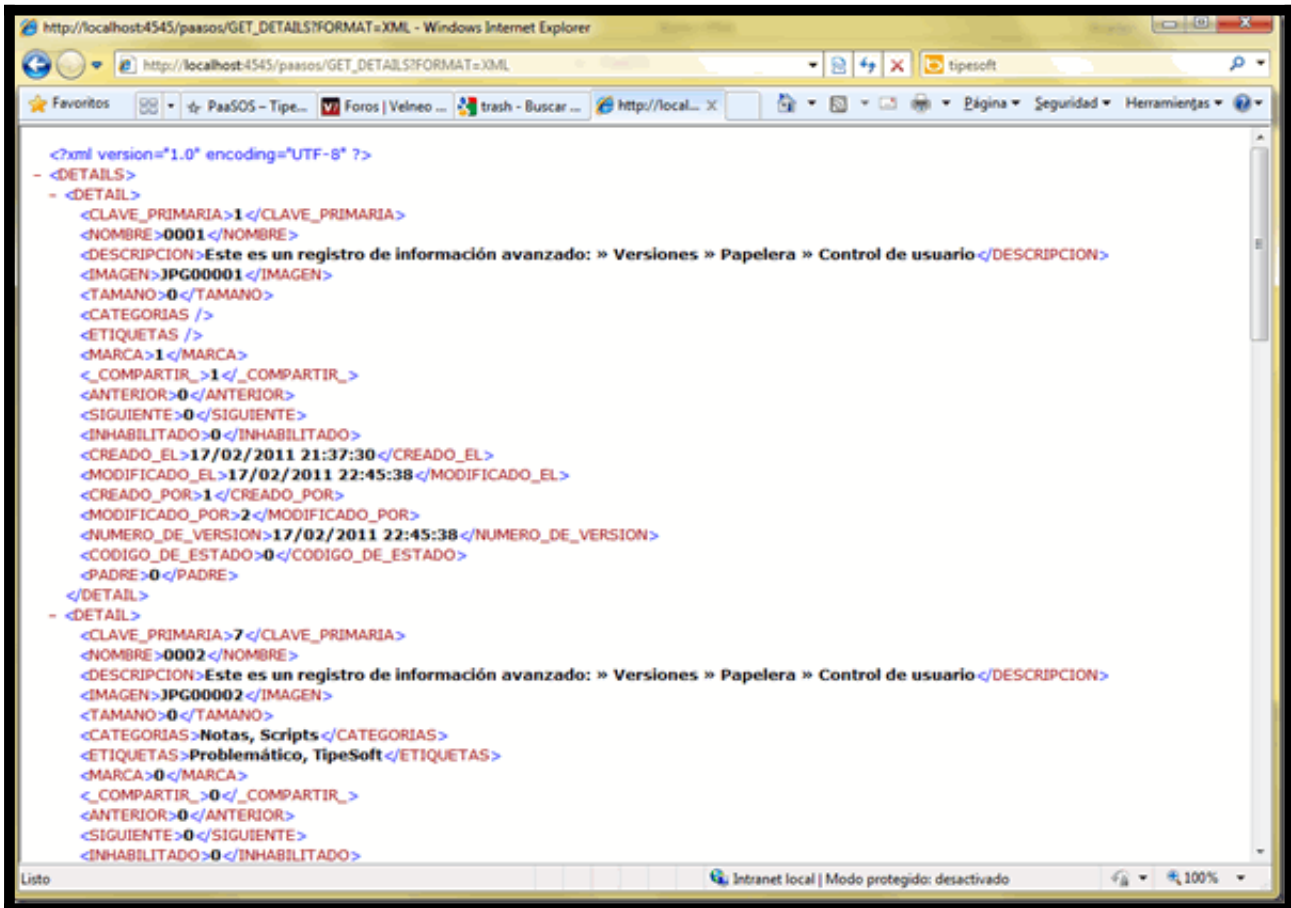 http://localhost:4545/paasos/GET_DETAILS?FORMAT=XML - Windows Internet Explorer
http://localhost:4545/paasos/GET_DETAILS?FORMAT=XML
tipesoft
Favoritos
PaaSOS – Tipe...
Foros | Velneo ...
trash - Buscar ...
http://local...
Página
Seguridad
Herramientas
<?xml version="1.0" encoding="UTF-8" ?>
- <DETAILS>
- <DETAIL>
<CLAVE_PRIMARIA>1</CLAVE_PRIMARIA>
<NOMBRE>0001</NOMBRE>
<DESCRIPCION>Este es un registro de información avanzado: » Versiones » Papelera » Control de usuario</DESCRIPCION>
<IMAGEN>JPG00001</IMAGEN>
<TAMANO>0</TAMANO>
<CATEGORIAS />
<ETIQUETAS />
<MARCA>1</MARCA>
<_COMPARTIR_>1</_COMPARTIR_>
<ANTERIOR>0</ANTERIOR>
<SIGUIENTE>0</SIGUIENTE>
<INHABILITADO>0</INHABILITADO>
<CREADO_EL>17/02/2011 21:37:30</CREADO_EL>
<MODIFICADO_EL>17/02/2011 22:45:38</MODIFICADO_EL>
<CREADO_POR>1</CREADO_POR>
<MODIFICADO_POR>2</MODIFICADO_POR>
<NUMERO_DE_VERSION>17/02/2011 22:45:38</NUMERO_DE_VERSION>
<CODIGO_DE_ESTADO>0</CODIGO_DE_ESTADO>
<PADRE>0</PADRE>
</DETAIL>
- <DETAIL>
<CLAVE_PRIMARIA>7</CLAVE_PRIMARIA>
<NOMBRE>0002</NOMBRE>
<DESCRIPCION>Este es un registro de información avanzado: » Versiones » Papelera » Control de usuario</DESCRIPCION>
<IMAGEN>JPG00002</IMAGEN>
<TAMANO>0</TAMANO>
<CATEGORIAS>Notas, Scripts</CATEGORIAS>
<ETIQUETAS>Problemático, TipeSoft</ETIQUETAS>
<MARCA>0</MARCA>
<_COMPARTIR_>0</_COMPARTIR_>
<ANTERIOR>0</ANTERIOR>
<SIGUIENTE>0</SIGUIENTE>
<INHABILITADO>0</INHABILITADO>
Listo
Intranet local | Modo protegido: desactivado
100%